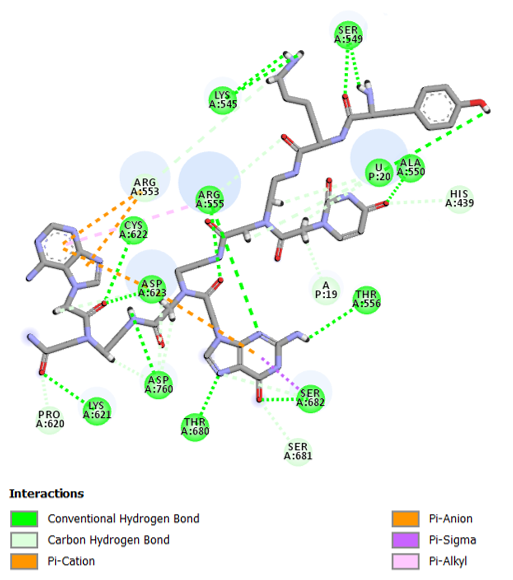 SER
A:549
LYS
A:545
ARG
A:553
ARG
A:555
U
P:20
ALA
A:550
HIS
A:439
CYS
A:622
ASP
A:623
A
P:19
THR
A:556
ASP
A:760
SER
A:682
LYS
A:621
PRO
A:620
THR
A:680
SER
A:681
Interactions
Conventional Hydrogen Bond
Carbon Hydrogen Bond
Pi-Cation
Pi-Anion
Pi-Sigma
Pi-Alkyl